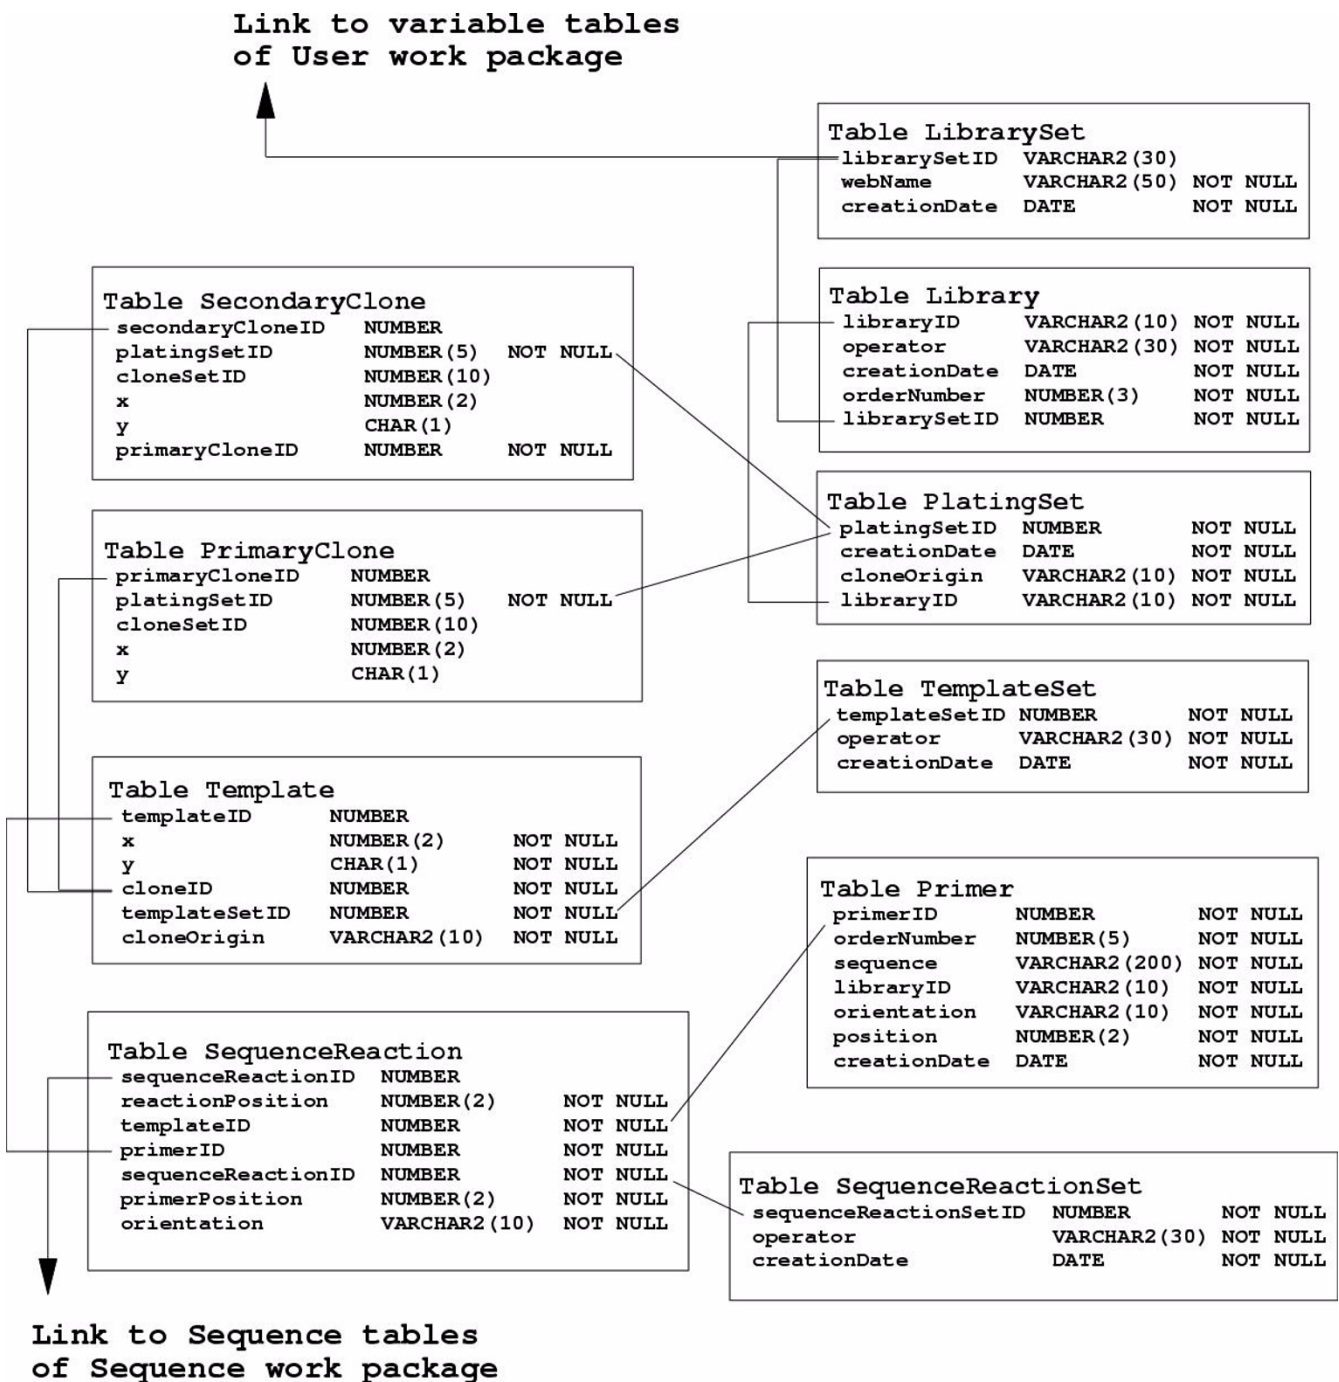 Link to variable tables
of User work package
Table LibrarySet
librarySetID VARCHAR2(30)
webName VARCHAR2(50) NOT NULL
creationDate DATE NOT NULL
Table SecondaryClone
secondaryCloneID NUMBER
platingSetID NUMBER(5) NOT NULL
cloneSetID NUMBER(10)
x NUMBER(2)
y CHAR(1)
primaryCloneID NUMBER NOT NULL
Table Library
libraryID VARCHAR2(10) NOT NULL
operator VARCHAR2(30) NOT NULL
creationDate DATE NOT NULL
orderNumber NUMBER(3) NOT NULL
librarySetID NUMBER NOT NULL
Table PlatingSet
platingSetID NUMBER NOT NULL
creationDate DATE NOT NULL
cloneOrigin VARCHAR2(10) NOT NULL
libraryID VARCHAR2(10) NOT NULL
Table PrimaryClone
primaryCloneID NUMBER
platingSetID NUMBER(5) NOT NULL
cloneSetID NUMBER(10)
x NUMBER(2)
y CHAR(1)
Table TemplateSet
templateSetID NUMBER NOT NULL
operator VARCHAR2(30) NOT NULL
creationDate DATE NOT NULL
Table Template
templateID NUMBER
x NUMBER(2) NOT NULL
y CHAR(1) NOT NULL
cloneID NUMBER NOT NULL
templateSetID NUMBER NOT NULL
cloneOrigin VARCHAR2(10) NOT NULL
Table Primer
primerID NUMBER NOT NULL
orderNumber NUMBER(5) NOT NULL
sequence VARCHAR2(200) NOT NULL
libraryID VARCHAR2(10) NOT NULL
orientation VARCHAR2(10) NOT NULL
position NUMBER(2) NOT NULL
creationDate DATE NOT NULL
Table SequenceReaction
sequenceReactionID NUMBER
reactionPosition NUMBER(2) NOT NULL
templateID NUMBER NOT NULL
primerID NUMBER NOT NULL
sequenceReactionID NUMBER NOT NULL
primerPosition NUMBER(2) NOT NULL
orientation VARCHAR2(10) NOT NULL
Table SequenceReactionSet
sequenceReactionSetID NUMBER NOT NULL
operator VARCHAR2(30) NOT NULL
creationDate DATE NOT NULL
Link to Sequence tables
of Sequence work package